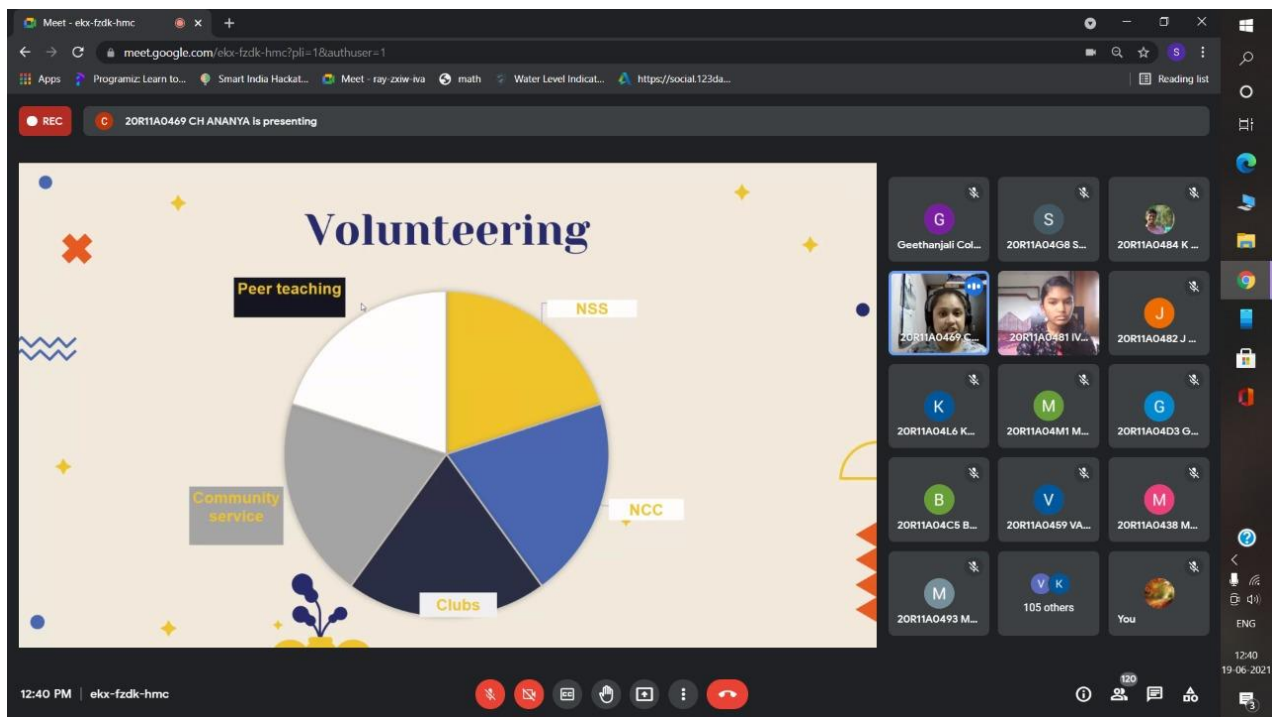 Meet - ekx-fzdk-hmc
meet.google.com/ekx-fzdk-hmc?pli=1&authuser=1
S
Apps Programiz: Learn to... Smart India Hackat... Meet - ray-zxiw-iva math Water Level Indicat... https://social.123da... Reading list
REC C 20R11A0469 CH ANANYA is presenting
Volunteering
Peer teaching
NSS
Community
service
NCC
Clubs
G S
Geethanjali Col... 20R11A04G8 S... 20R11A0484 K ...
J
20R11A0469 C... 20R11A0481 IV... 20R11A0482 J ...
K M G
20R11A04L6 K... 20R11A04M1 M... 20R11A04D3 G...
B V M
20R11A04C5 B... 20R11A0459 VA... 20R11A0438 M...
M V K
20R11A0493 M... 105 others You
12:40 PM | ekx-fzdk-hmc
120
ENG
12:40
19-06-2021
3